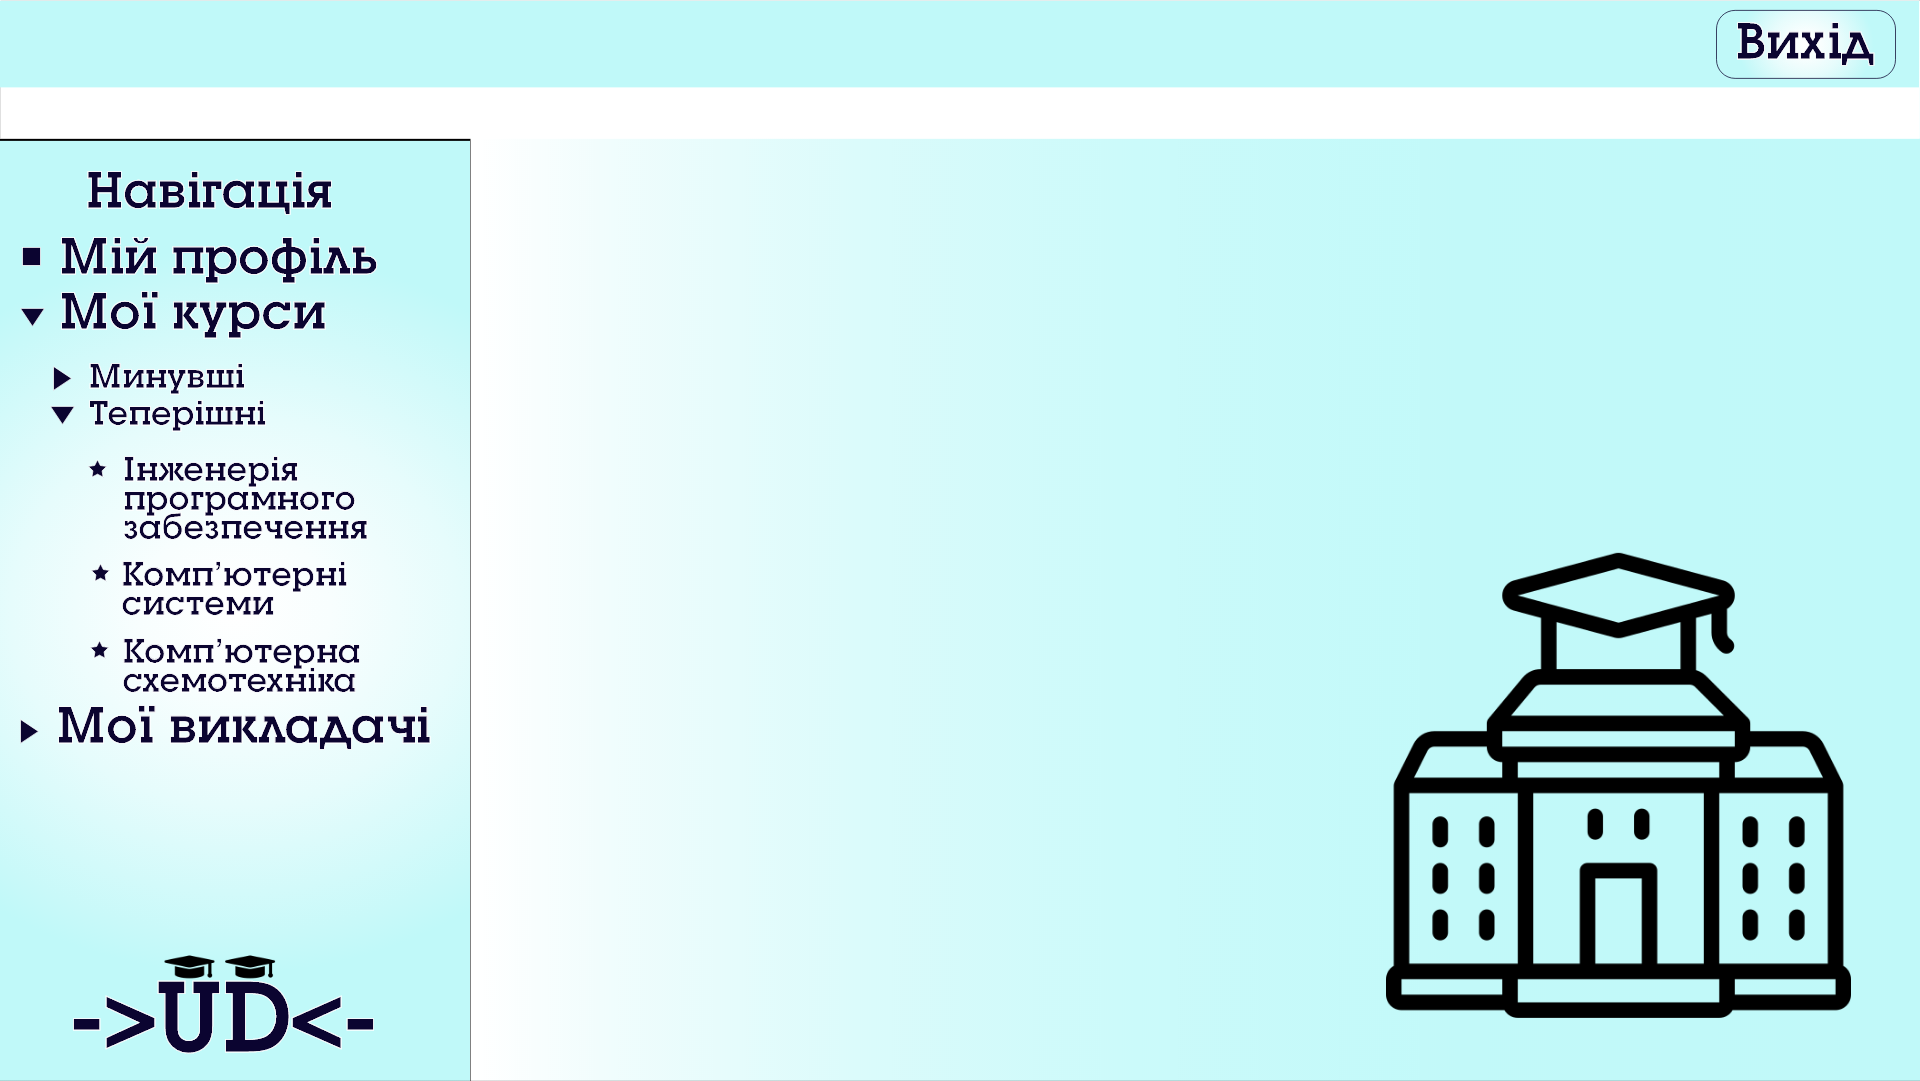 Вихід
Навігація
Мій профіль
Мої курси
Минувші
Теперішні
Інженерія
програмного
забезпечення
Комп’ютерні
системи
Комп’ютерна
схемотехніка
Мої викладачі
->UD<-